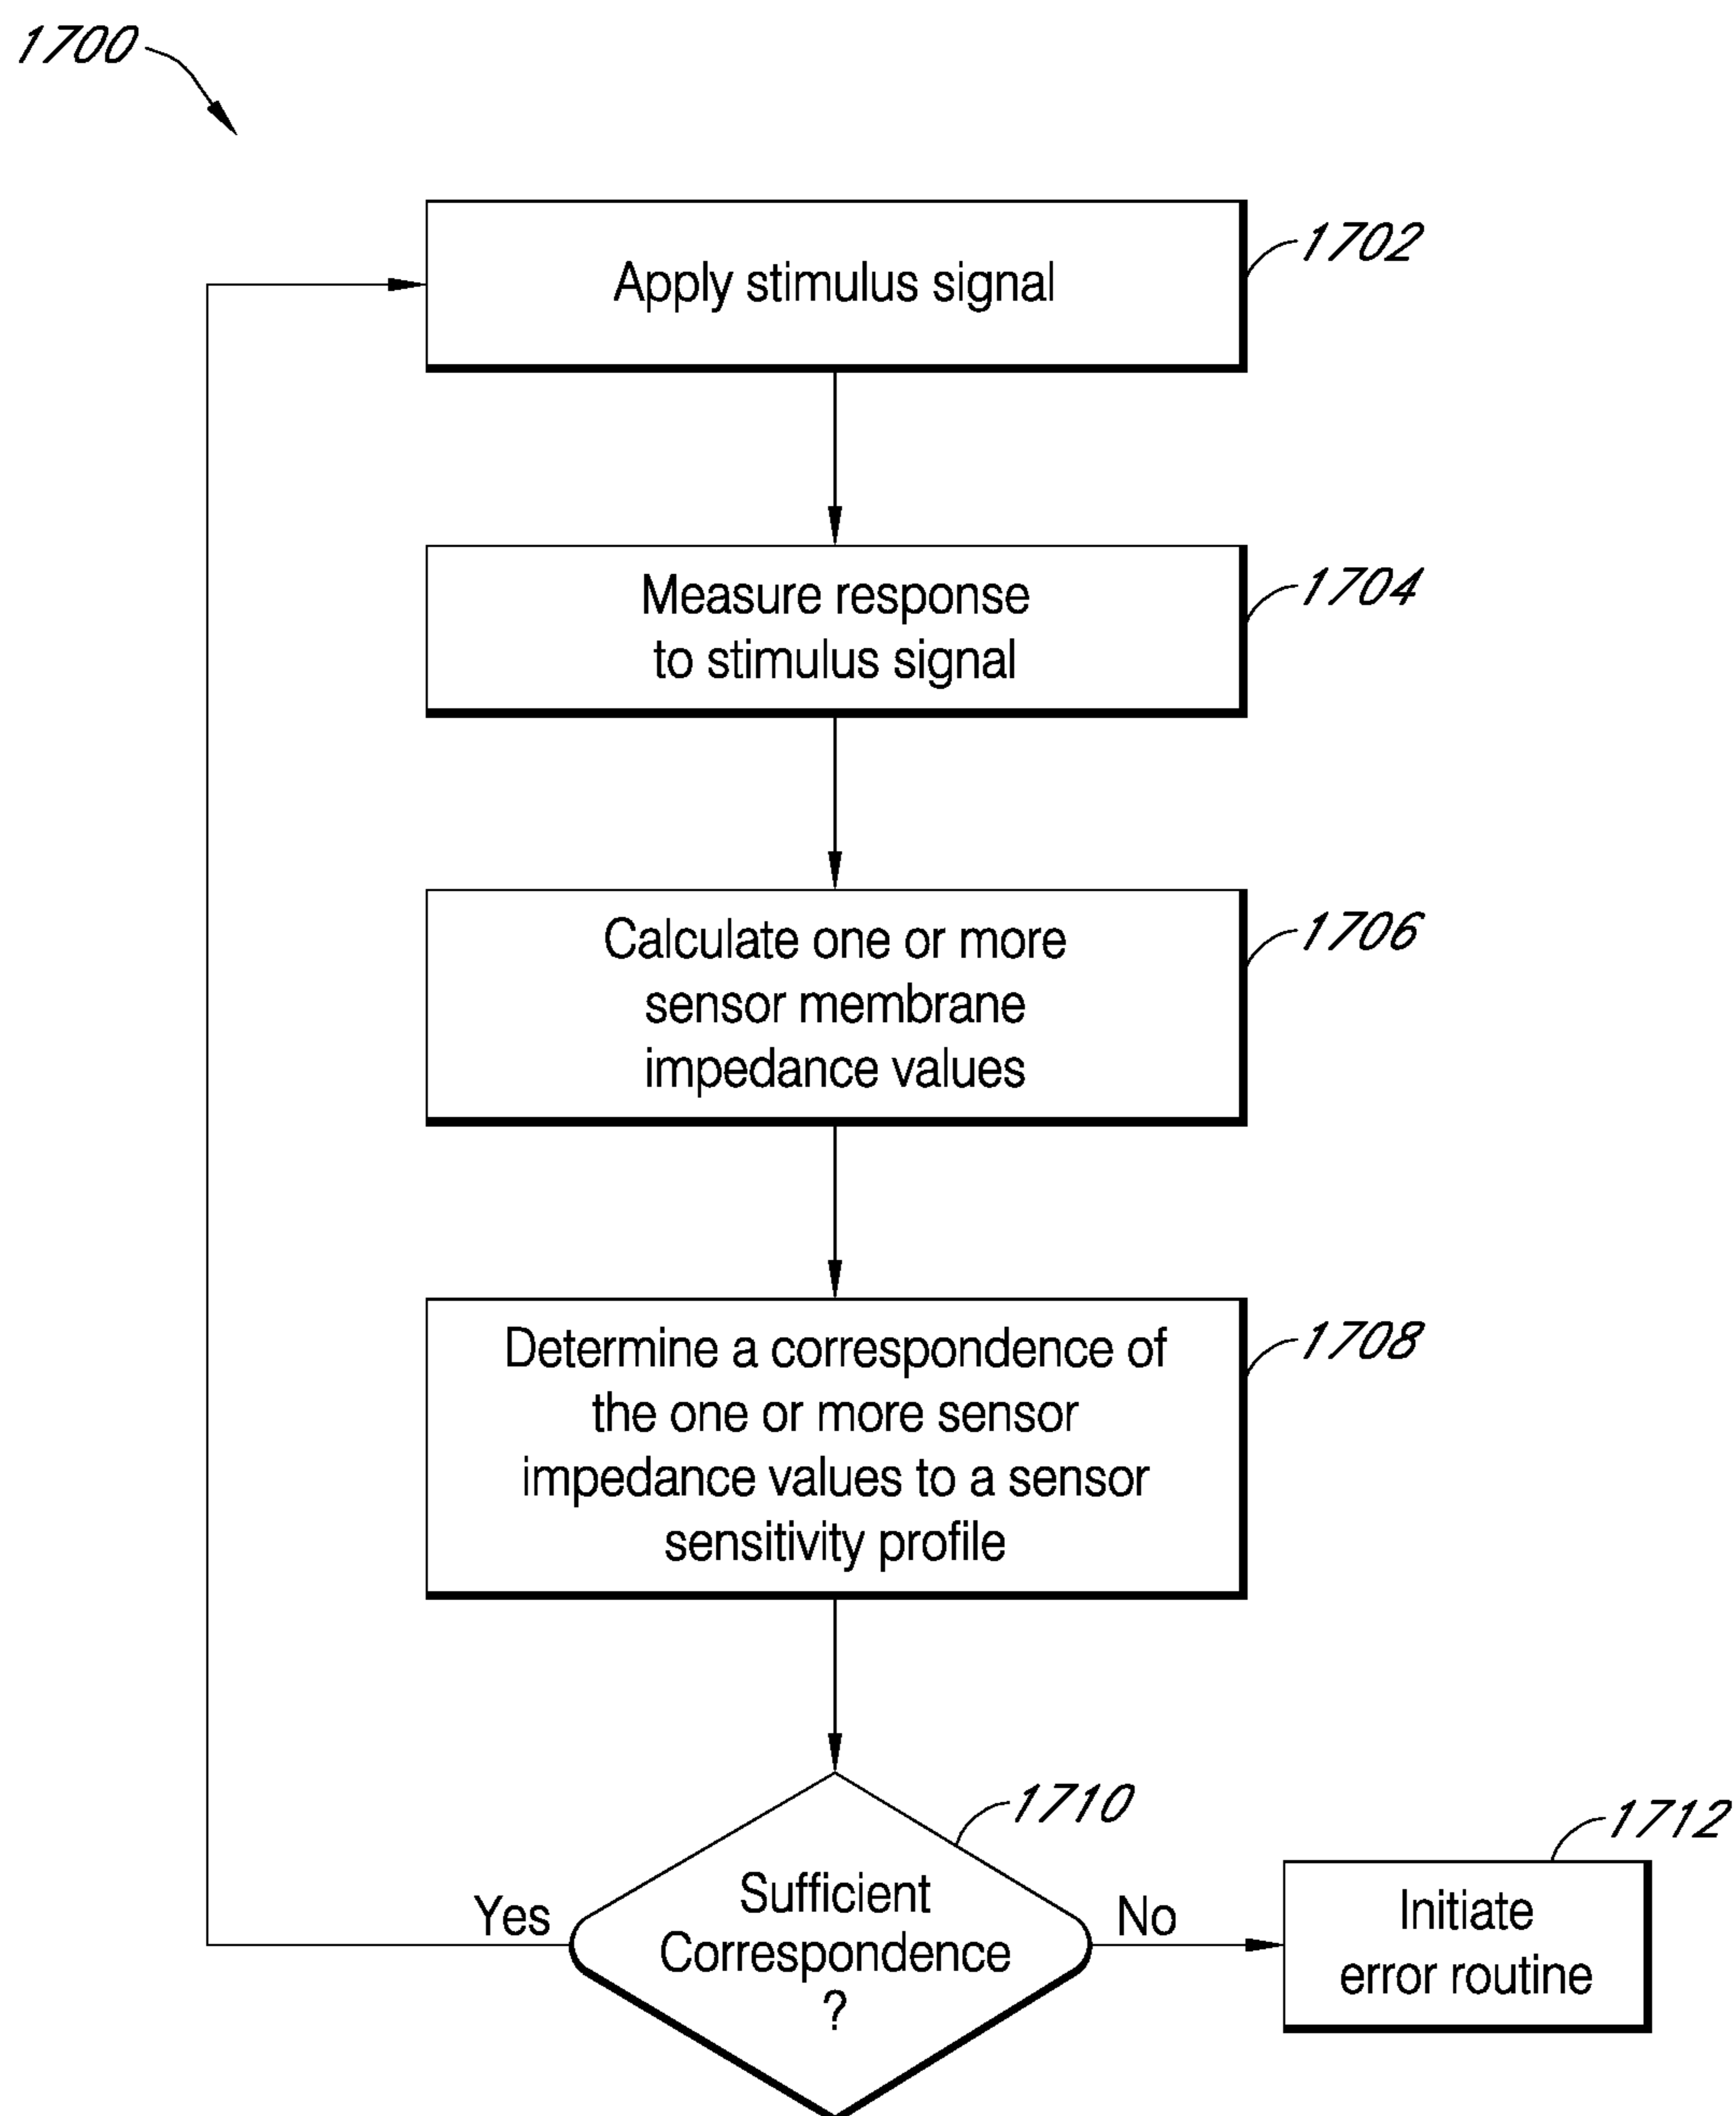 1700
Apply stimulus signal
1702
Measure response
to stimulus signal
1704
Calculate one or more
sensor membrane
impedance values
1706
Determine a correspondence of
the one or more sensor
impedance values to a sensor
sensitivity profile
1708
Sufficient
Correspondence
?
1710
Yes
No
Initiate
error routine
1712